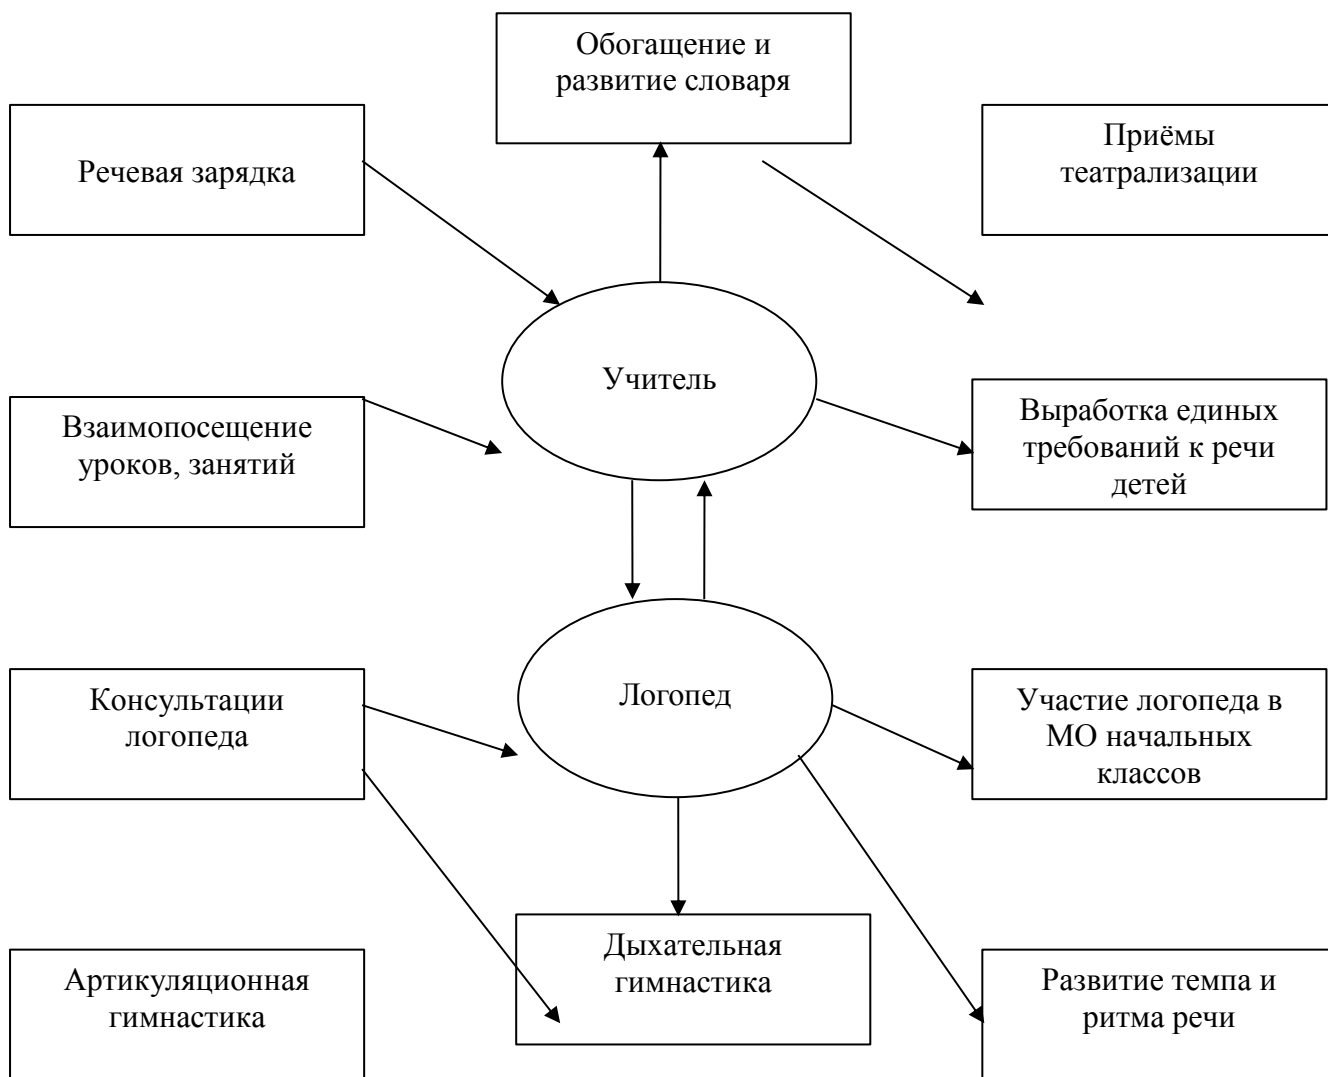 Обогащение и
развитие словаря
Речевая зарядка
Приёмы
театрализации
Учитель
Взаимопосещение
уроков, занятий
Выработка единых
требований к речи
детей
Логопед
Консультации
логопеда
Участие логопеда в
МО начальных
классов
Дыхательная
гимнастика
Артикуляционная
гимнастика
Развитие темпа и
ритма речи